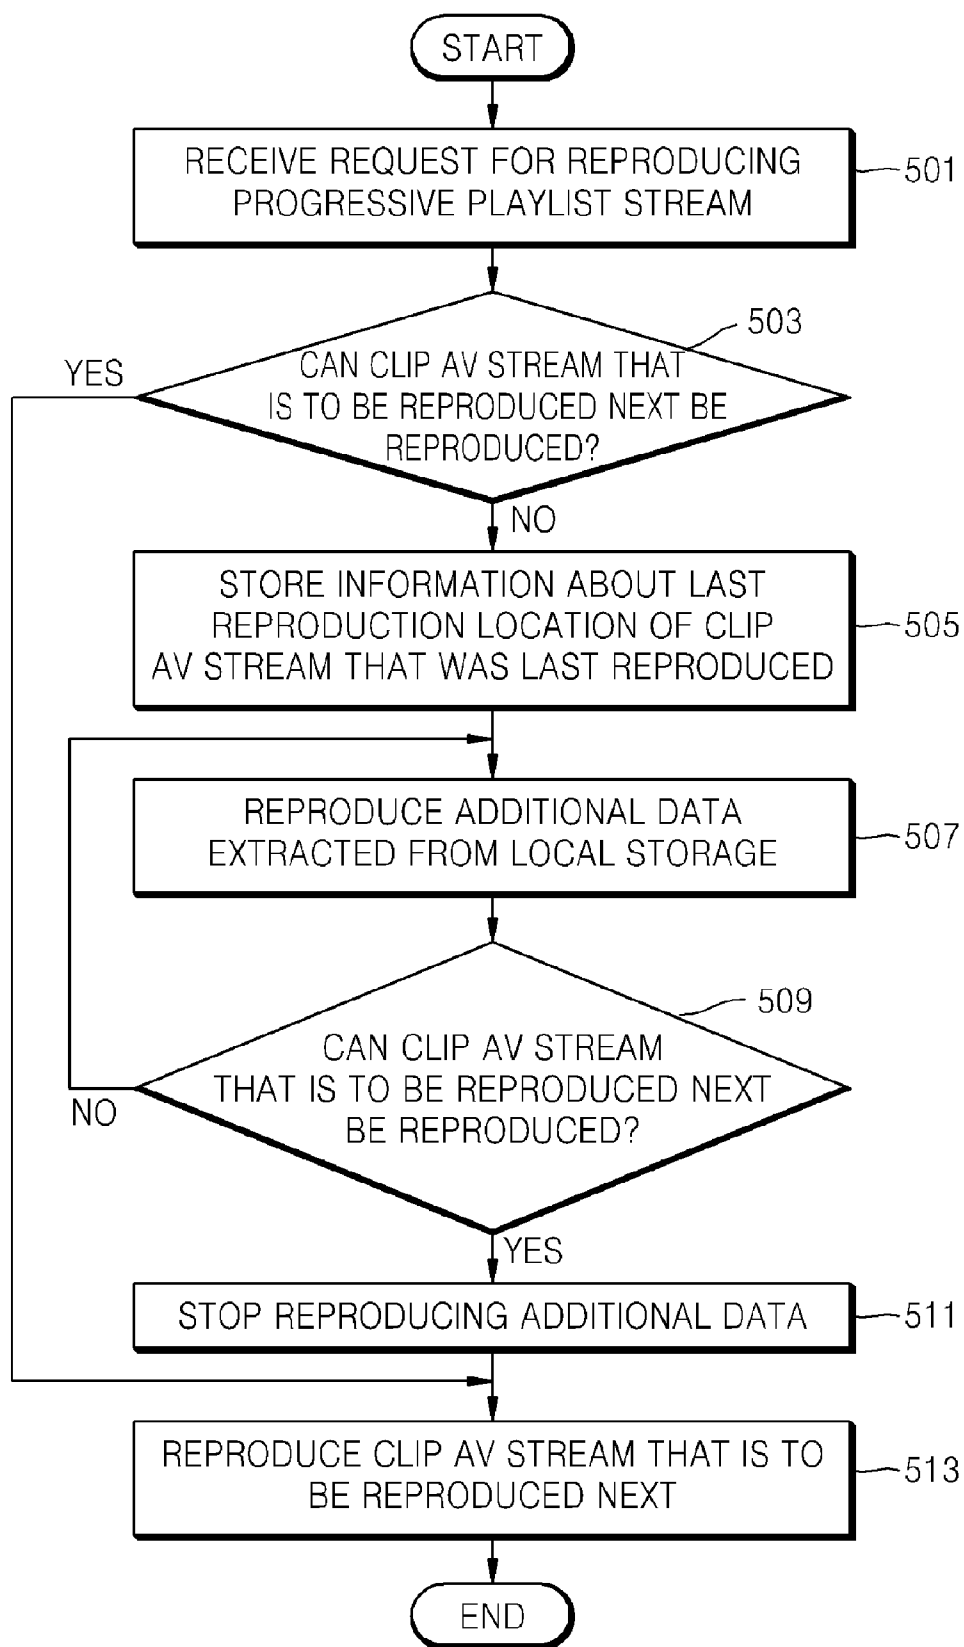 START
RECEIVE REQUEST FOR REPRODUCING
PROGRESSIVE PLAYLIST STREAM
501
503
YES
CAN CLIP AV STREAM THAT
IS TO BE REPRODUCED NEXT BE
REPRODUCED?
NO
STORE INFORMATION ABOUT LAST
REPRODUCTION LOCATION OF CLIP
AV STREAM THAT WAS LAST REPRODUCED
505
REPRODUCE ADDITIONAL DATA
EXTRACTED FROM LOCAL STORAGE
507
509
CAN CLIP AV STREAM
THAT IS TO BE REPRODUCED NEXT
BE REPRODUCED?
NO
YES
STOP REPRODUCING ADDITIONAL DATA
511
REPRODUCE CLIP AV STREAM THAT IS TO
BE REPRODUCED NEXT
513
END